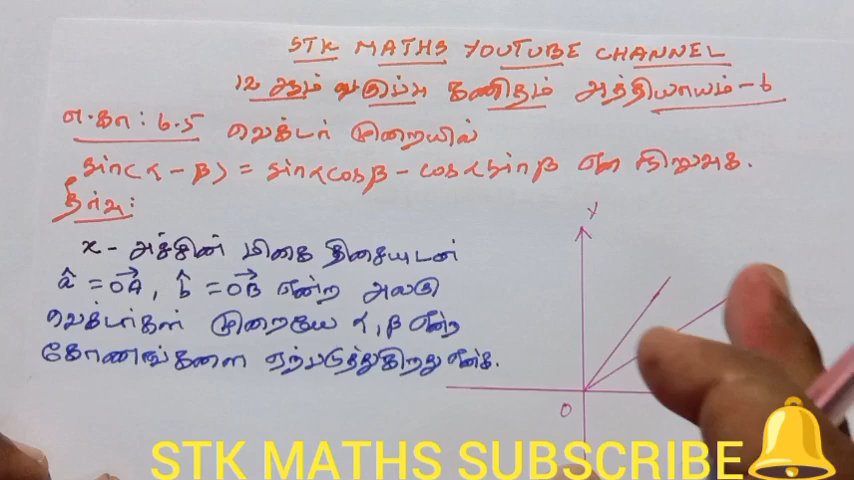 STK MATHS YOUTUBE CHANNEL
12 ஆம் வகுப்பு கணிதம் அத்தியாயம் - 6
எ.கா: 6.5 வெக்டர் முறையில்
sin(α - β) = sinα cosβ - cosα sinβ என நிறுவுக.
தீர்வு:
x - அச்சின் மிகை திசையுடன்
â = OA→, b̂ = OB→ என்ற அலகு
வெக்டர்கள் முறையே α, β என்ற
கோணங்களை ஏற்படுத்துகிறது என்க.
Y
O
STK MATHS SUBSCRIBE